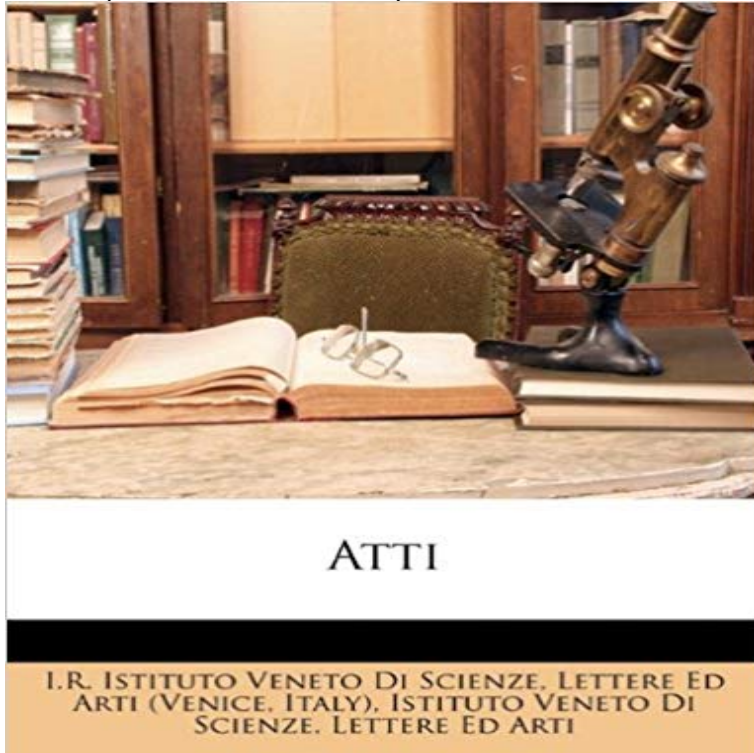 ATTI
I.R. ISTITUTO VENETO DI SCIENZE, LETTERE ED
ARTI (VENICE, ITALY), ISTITUTO VENETO DI
SCIENZE, LETTERE ED ARTI